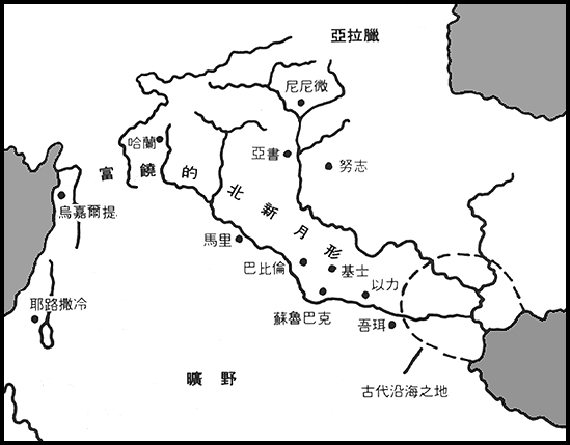 亞拉臘
尼尼微
哈蘭
亞書
努志
富饒的北新月形
烏嘉爾提
馬里
巴比倫
基士
以力
蘇魯巴克
吾珥
耶路撒冷
曠野
古代沿海之地